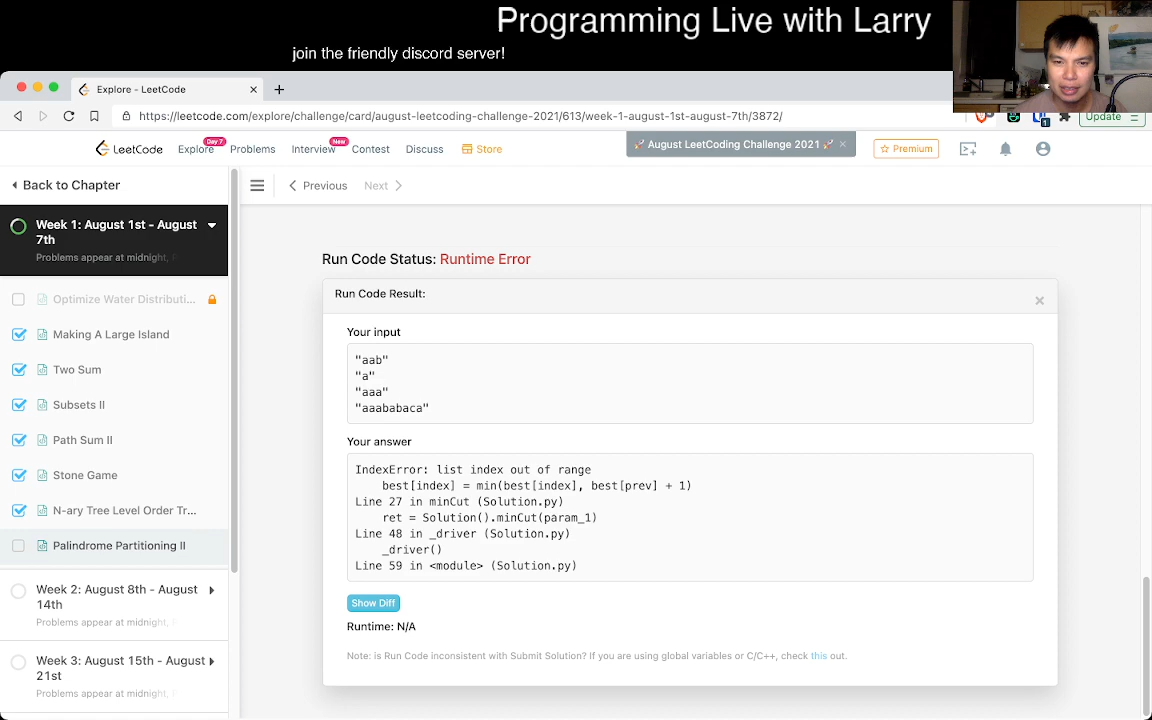 Programming Live with Larry
join the friendly discord server!
Explore - LeetCode
https://leetcode.com/explore/challenge/card/august-leetcoding-challenge-2021/613/week-1-august-1st-august-7th/3872/
1
Update
LeetCode
Explore
Day 7
Problems
Interview
New
Contest
Discuss
Store
🚀 August LeetCoding Challenge 2021 🚀
Premium
Back to Chapter
Previous
Next
Week 1: August 1st - August
7th
Problems appear at midnight,
Optimize Water Distributi...
Making A Large Island
Two Sum
Subsets II
Path Sum II
Stone Game
N-ary Tree Level Order Tr...
Palindrome Partitioning II
Week 2: August 8th - August
14th
Problems appear at midnight,
Week 3: August 15th - August
21st
Problems appear at midnight,
Run Code Status: Runtime Error
Run Code Result:
Your input
"aab"
"a"
"aaa"
"aaababaca"
Your answer
IndexError: list index out of range
best[index] = min(best[index], best[prev] + 1)
Line 27 in minCut (Solution.py)
ret = Solution().minCut(param_1)
Line 48 in _driver (Solution.py)
_driver()
Line 59 in <module> (Solution.py)
Show Diff
Runtime: N/A
Note: is Run Code inconsistent with Submit Solution? If you are using global variables or C/C++, check this out.